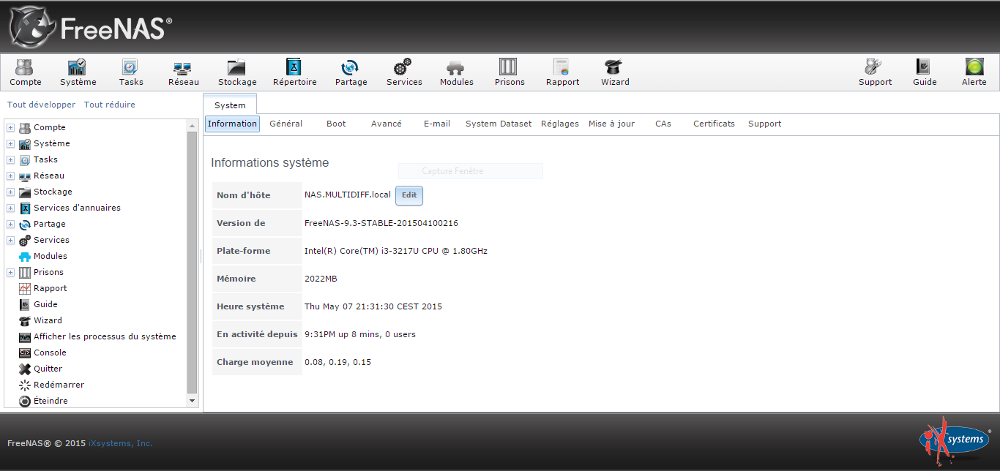 FreeNAS®
Compte Système Tasks Réseau Stockage Répertoire Partage Services Modules Prisons Rapport Wizard Support Guide Alerte
Tout développer Tout réduire
Compte
Système
Tasks
Réseau
Stockage
Services d'annuaires
Partage
Services
Modules
Prisons
Rapport
Guide
Wizard
Afficher les processus du système
Console
Quitter
Redémarrer
Éteindre
System
Information Général Boot Avancé E-mail System Dataset Réglages Mise à jour CAs Certificats Support
Informations système
Capture Fenêtre
Nom d'hôte NAS.MULTIDIFF.local Edit
Version de FreeNAS-9.3-STABLE-201504100216
Plate-forme Intel(R) Core(TM) i3-3217U CPU @ 1.80GHz
Mémoire 2022MB
Heure système Thu May 07 21:31:30 CEST 2015
En activité depuis 9:31PM up 8 mins, 0 users
Charge moyenne 0.08, 0.19, 0.15
FreeNAS® © 2015 iXsystems, Inc.
iXsystems®